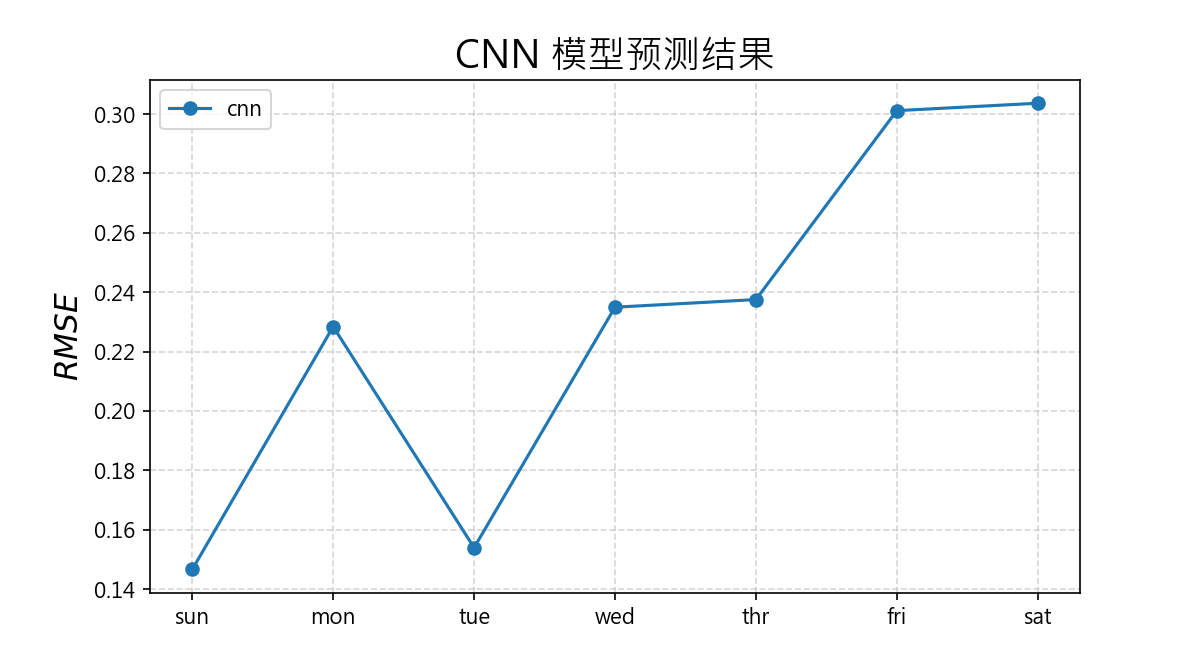 CNN 模型预测结果
cnn
RMSE
0.30
0.28
0.26
0.24
0.22
0.20
0.18
0.16
0.14
sun mon tue wed thr fri sat